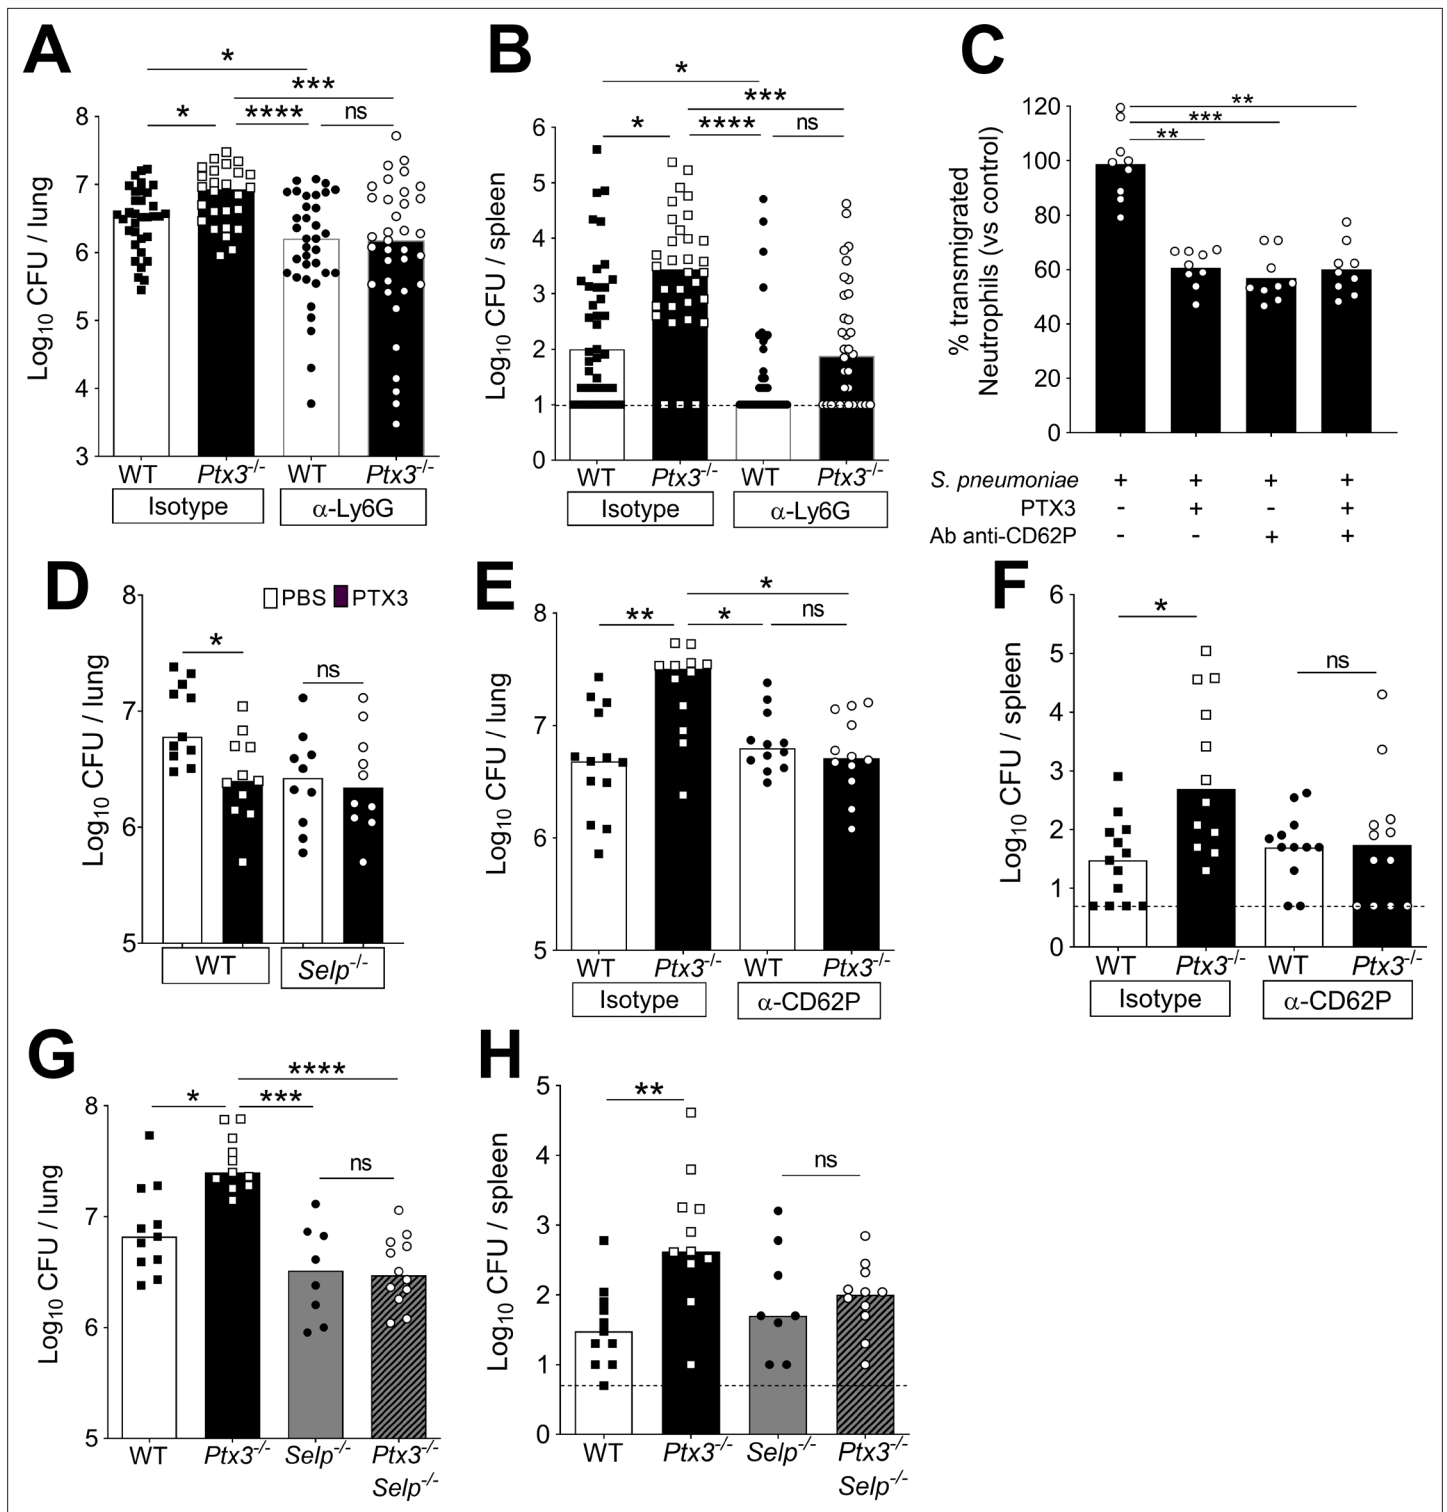 A
*
***
* **** ns
8
7
6
5
4
3
Log10 CFU / lung
WT Ptx3-/- WT Ptx3-/-
Isotype α-Ly6G
B
*
***
* **** ns
6
5
4
3
2
1
0
Log10 CFU / spleen
WT Ptx3-/- WT Ptx3-/-
Isotype α-Ly6G
C
**
***
**
120
100
80
60
40
20
0
% transmigrated
Neutrophils (vs control)
S. pneumoniae + + + +
PTX3 - + - +
Ab anti-CD62P - - + +
D
PBS PTX3
* ns
8
7
6
5
Log10 CFU / lung
WT Selp-/-
E
*
** * ns
8
7
6
5
Log10 CFU / lung
WT Ptx3-/- WT Ptx3-/-
Isotype α-CD62P
F
* ns
6
5
4
3
2
1
0
Log10 CFU / spleen
WT Ptx3-/- WT Ptx3-/-
Isotype α-CD62P
G
****
* ***
ns
8
7
6
5
Log10 CFU / lung
WT Ptx3-/- Selp-/- Ptx3-/-
Selp-/-
H
**
ns
5
4
3
2
1
0
Log10 CFU / spleen
WT Ptx3-/- Selp-/- Ptx3-/-
Selp-/-